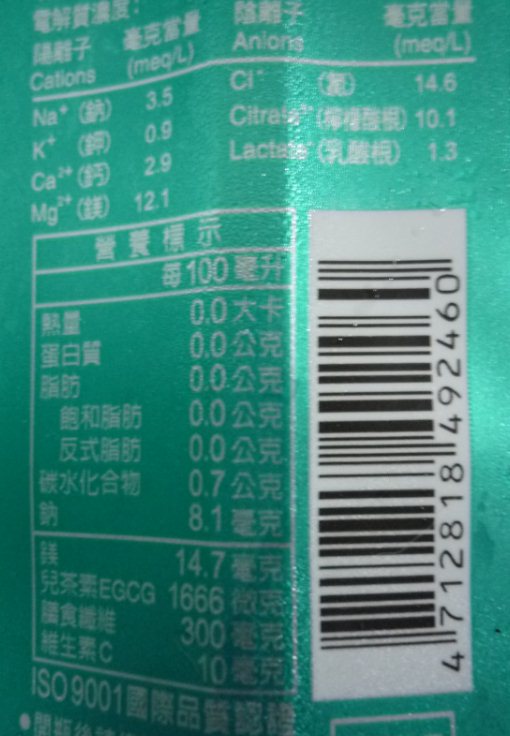 電解質濃度：
陽離子 毫克當量
Cations (meq/L)
Na⁺ (鈉) 3.5
K⁺ (鉀) 0.9
Ca²⁺ (鈣) 2.9
Mg²⁺ (鎂) 12.1
陰離子 毫克當量
Anions (meq/L)
Cl⁻ (氯) 14.6
Citrate³⁻ (檸檬酸根) 10.1
Lactate⁻ (乳酸根) 1.3
營養標示
每100毫升
熱量 0.0大卡
蛋白質 0.0公克
脂肪 0.0公克
飽和脂肪 0.0公克
反式脂肪 0.0公克
碳水化合物 0.7公克
鈉 8.1毫克
鎂 14.7毫克
兒茶素EGCG 1666微克
膳食纖維 300毫克
維生素C 10毫克
ISO9001國際品質認證
4712818492460